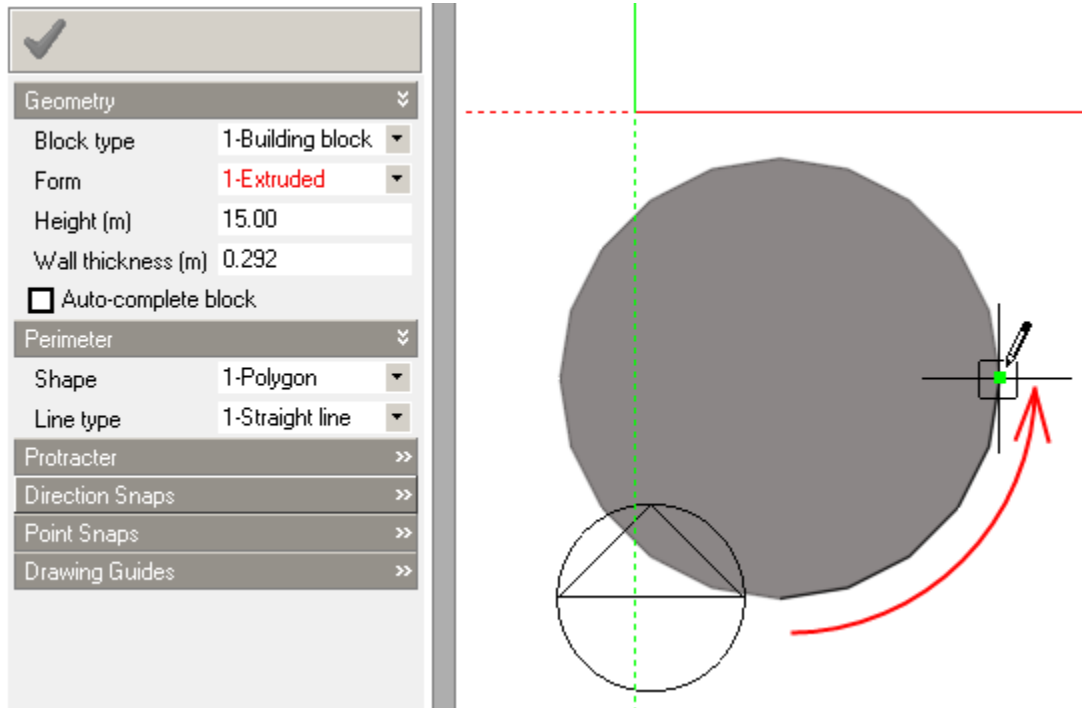 Geometry
Block type 1-Building block
Form 1-Extruded
Height (m) 15.00
Wall thickness (m) 0.292
Auto-complete block
Perimeter
Shape 1-Polygon
Line type 1-Straight line
Protracter
Direction Snaps
Point Snaps
Drawing Guides